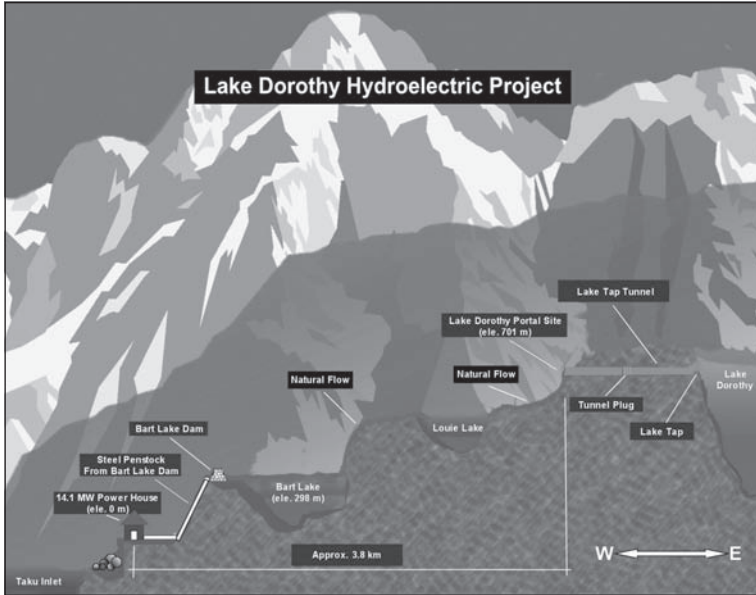 Lake Dorothy Hydroelectric Project
Lake Tap Tunnel
Lake Dorothy Portal Site
(ele. 701 m)
Lake
Dorothy
Natural Flow
Natural Flow
Tunnel Plug
Bart Lake Dam
Louie Lake
Lake Tap
Steel Penstock
From Bart Lake Dam
Bart Lake
(ele. 298 m)
14.1 MW Power House
(ele. 0 m)
Approx. 3.8 km
W
E
Taku Inlet